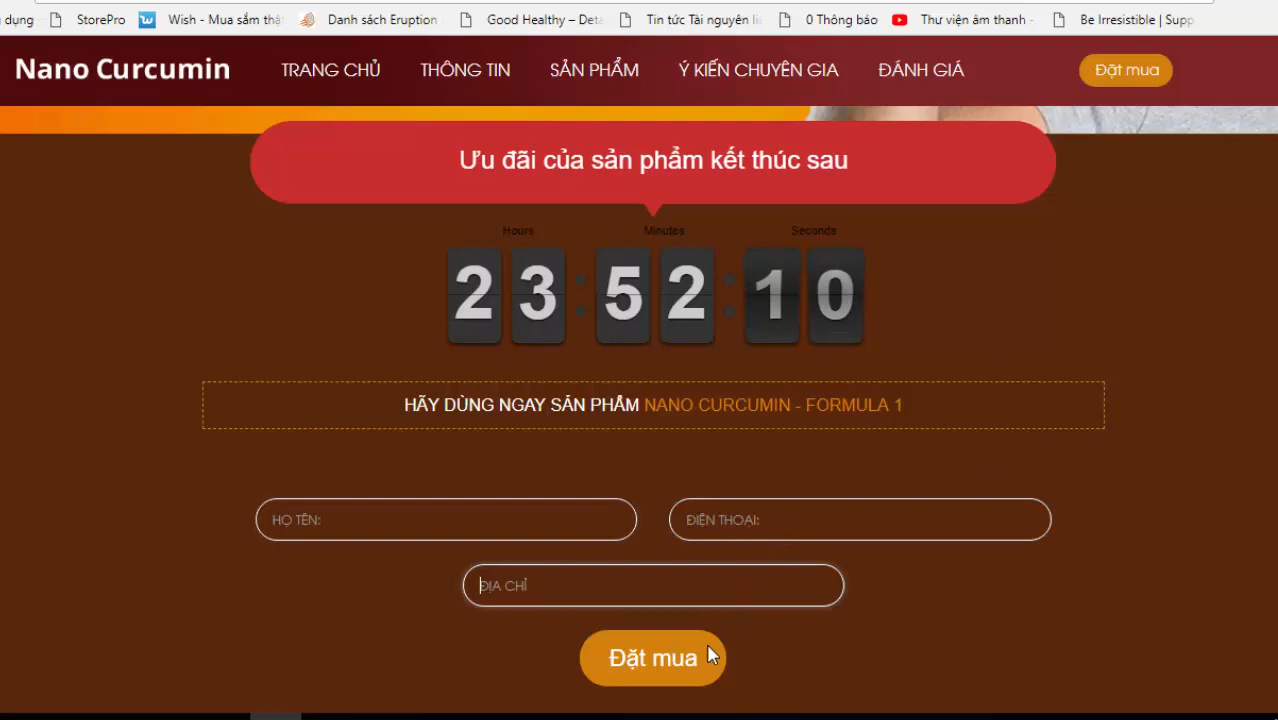 ụng StorePro Wish - Mua sắm thả Danh sách Eruption Good Healthy – Deta Tin tức Tài nguyên liê 0 Thông báo Thư viện âm thanh - Be Irresistible | Supp
Nano Curcumin TRANG CHỦ THÔNG TIN SẢN PHẨM Ý KIẾN CHUYÊN GIA ĐÁNH GIÁ Đặt mua
Ưu đãi của sản phẩm kết thúc sau
Hours Minutes Seconds
23:52:10
HÃY DÙNG NGAY SẢN PHẨM NANO CURCUMIN - FORMULA 1
HỌ TÊN: ĐIỆN THOẠI:
ĐỊA CHỈ
Đặt mua